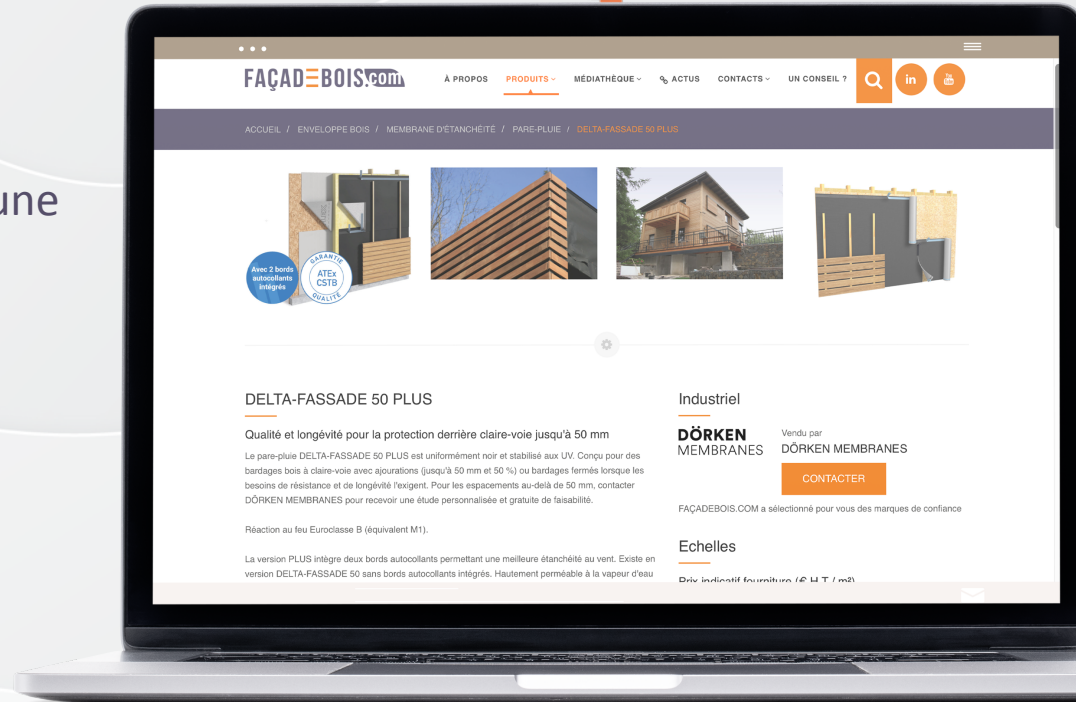 une
FAÇADEBOIS.com
À PROPOS PRODUITS MÉDIATHÈQUE ACTUS CONTACTS UN CONSEIL ?
in
You
Tube
ACCUEIL / ENVELOPPE BOIS / MEMBRANE D'ÉTANCHÉITÉ / PARE-PLUIE / DELTA-FASSADE 50 PLUS
Avec 2 bords
autocollants
intégrés
GARANTIE
ATEx
CSTB
QUALITÉ
DELTA-FASSADE 50 PLUS
Qualité et longévité pour la protection derrière claire-voie jusqu'à 50 mm
Le pare-pluie DELTA-FASSADE 50 PLUS est uniformément noir et stabilisé aux UV. Conçu pour des
bardages bois à claire-voie avec ajourations (jusqu'à 50 mm et 50 %) ou bardages fermés lorsque les
besoins de résistance et de longévité l'exigent. Pour les espacements au-delà de 50 mm, contacter
DÖRKEN MEMBRANES pour recevoir une étude personnalisée et gratuite de faisabilité.
Réaction au feu Euroclasse B (équivalent M1).
La version PLUS intègre deux bords autocollants permettant une meilleure étanchéité au vent. Existe en
version DELTA-FASSADE 50 sans bords autocollants intégrés. Hautement perméable à la vapeur d'eau
Industriel
DÖRKEN
MEMBRANES
Vendu par
DÖRKEN MEMBRANES
CONTACTER
FAÇADEBOIS.COM a sélectionné pour vous des marques de confiance
Echelles
Prix indicatif fourniture (€ H.T / m²)